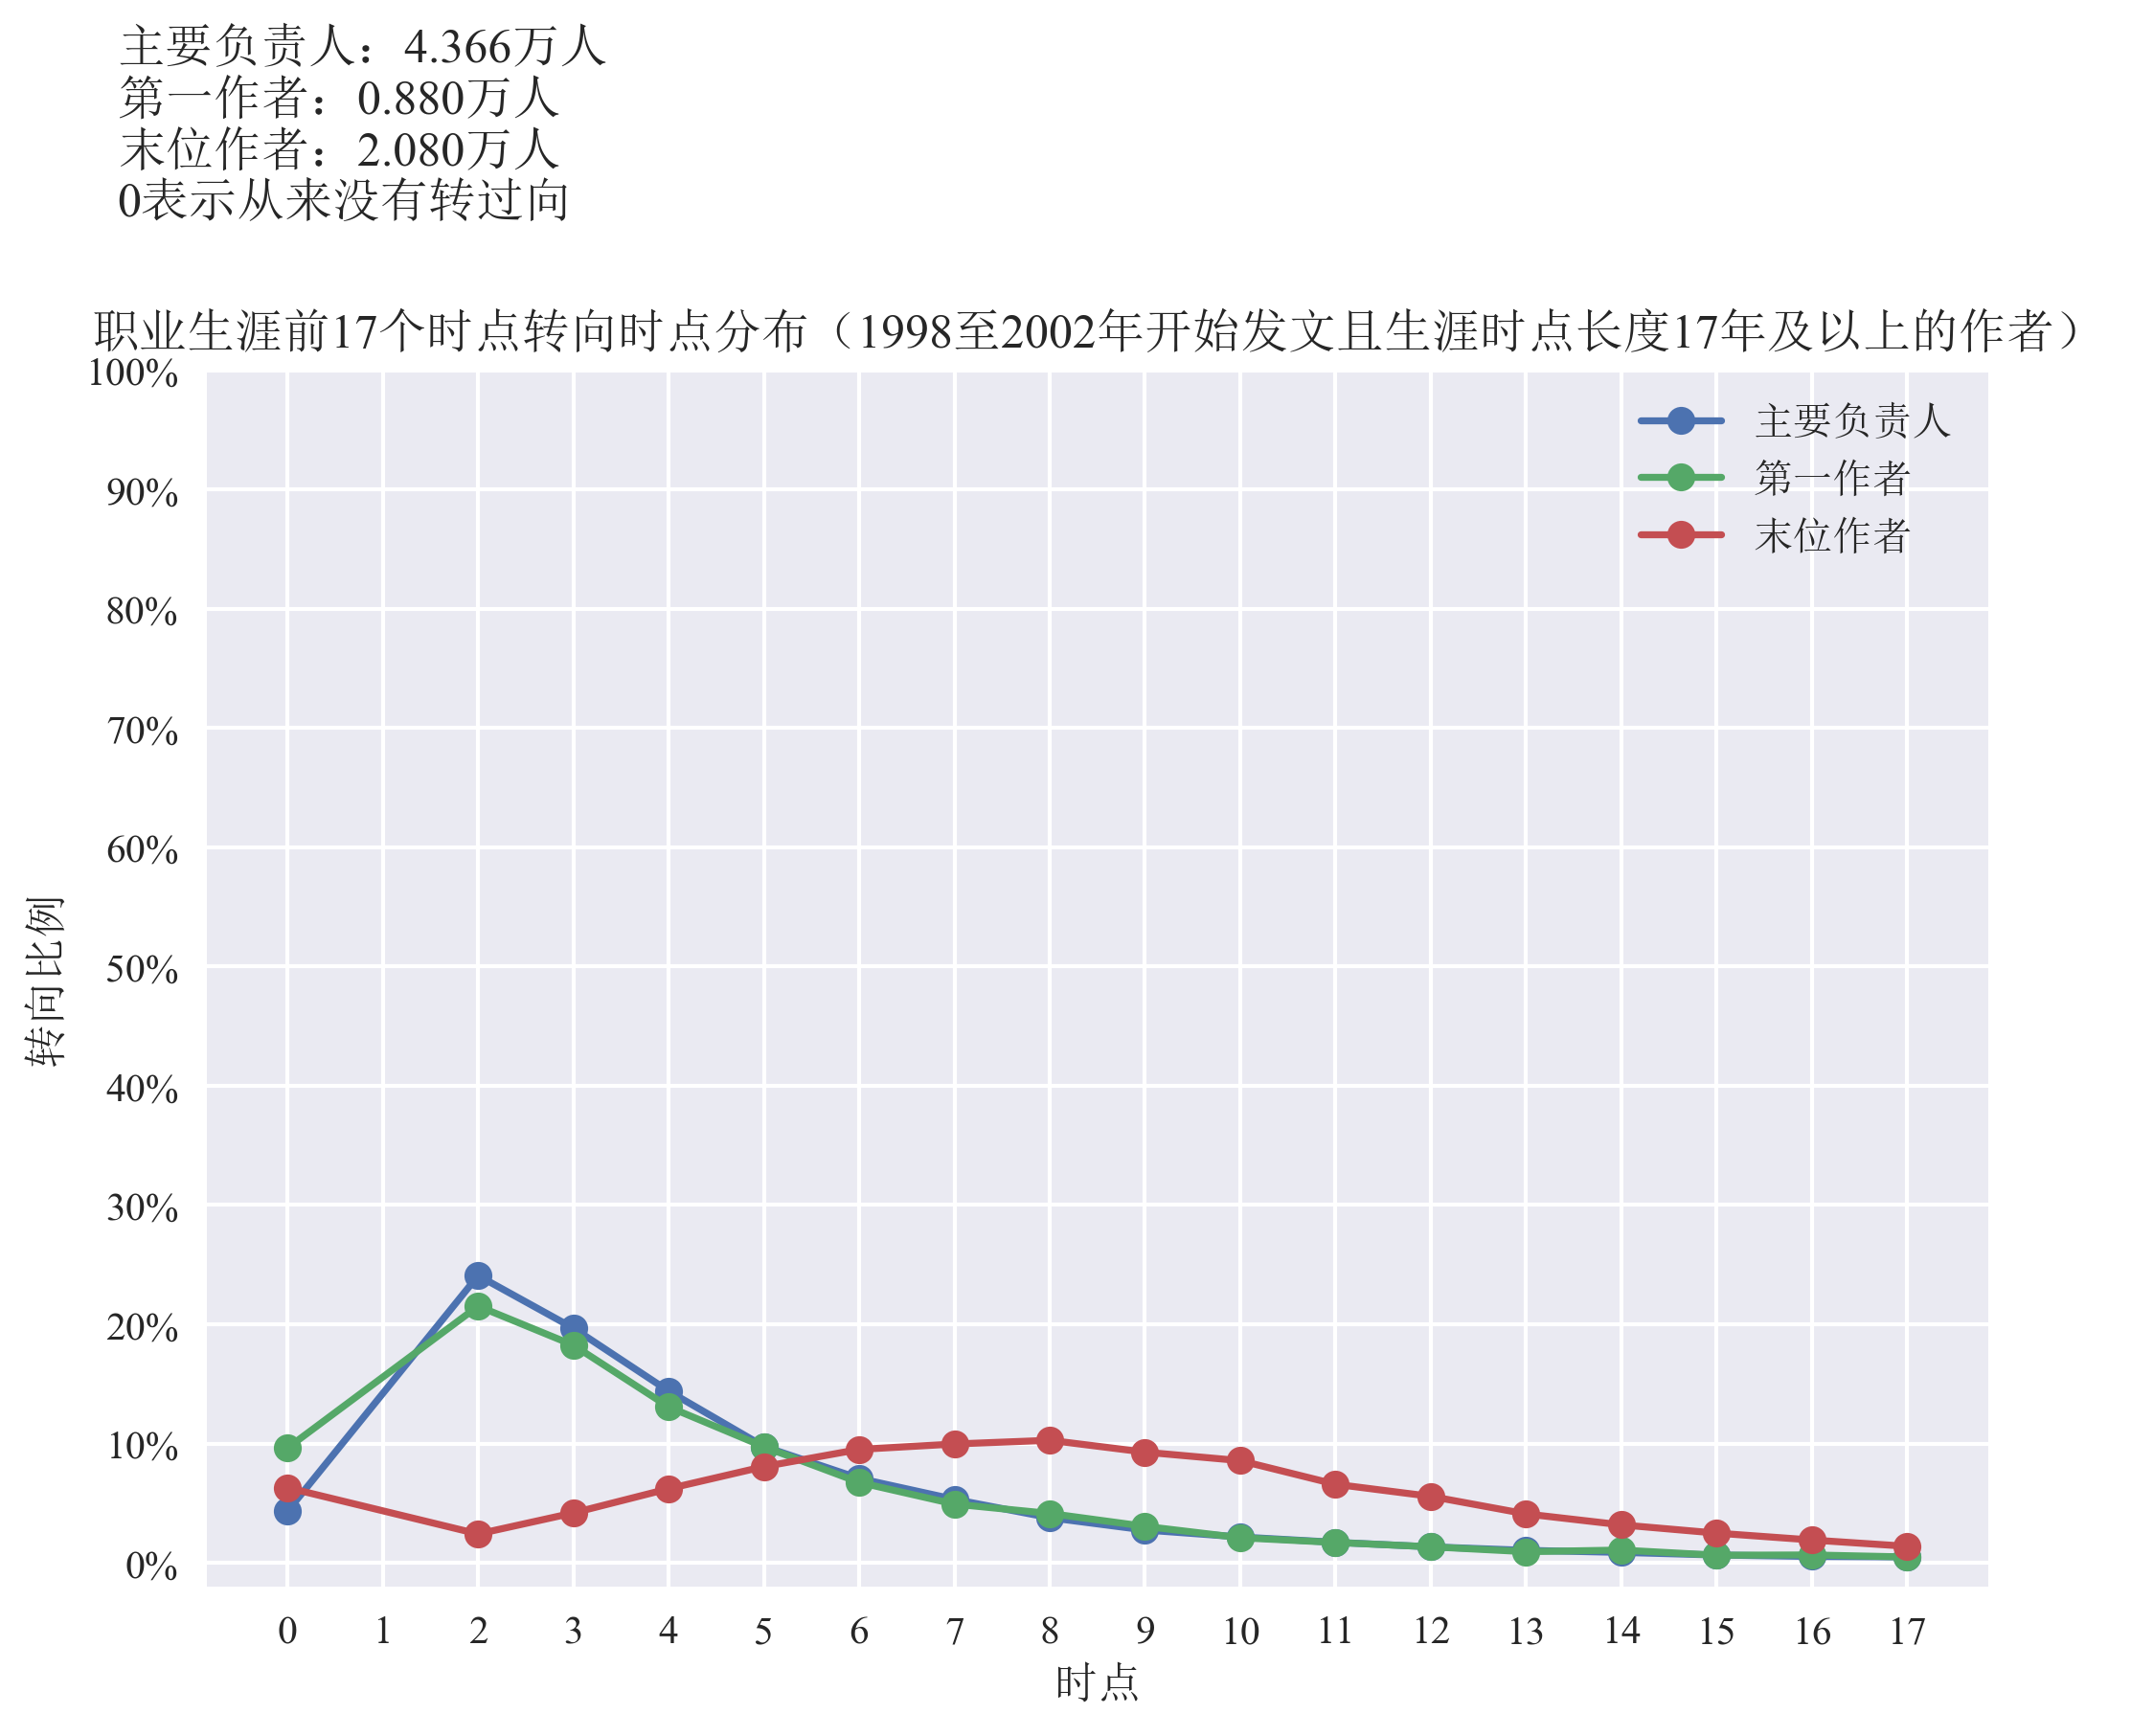 主要负责人：4.366万人
第一作者：0.880万人
末位作者：2.080万人
0表示从来没有转过向
职业生涯前17个时点转向时点分布（1998至2002年开始发文且生涯时点长度17年及以上的作者）
100%
90%
80%
70%
60%
50%
40%
30%
20%
10%
0%
转向比例
主要负责人
第一作者
末位作者
0 1 2 3 4 5 6 7 8 9 10 11 12 13 14 15 16 17
时点